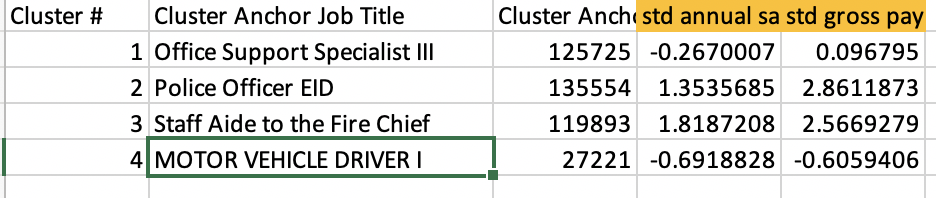 Cluster # Cluster Anchor Job Title Cluster Ancho std annual sa std gross pay
1 Office Support Specialist III 125725 -0.2670007 0.096795
2 Police Officer EID 135554 1.3535685 2.8611873
3 Staff Aide to the Fire Chief 119893 1.8187208 2.5669279
4 MOTOR VEHICLE DRIVER I 27221 -0.6918828 -0.6059406